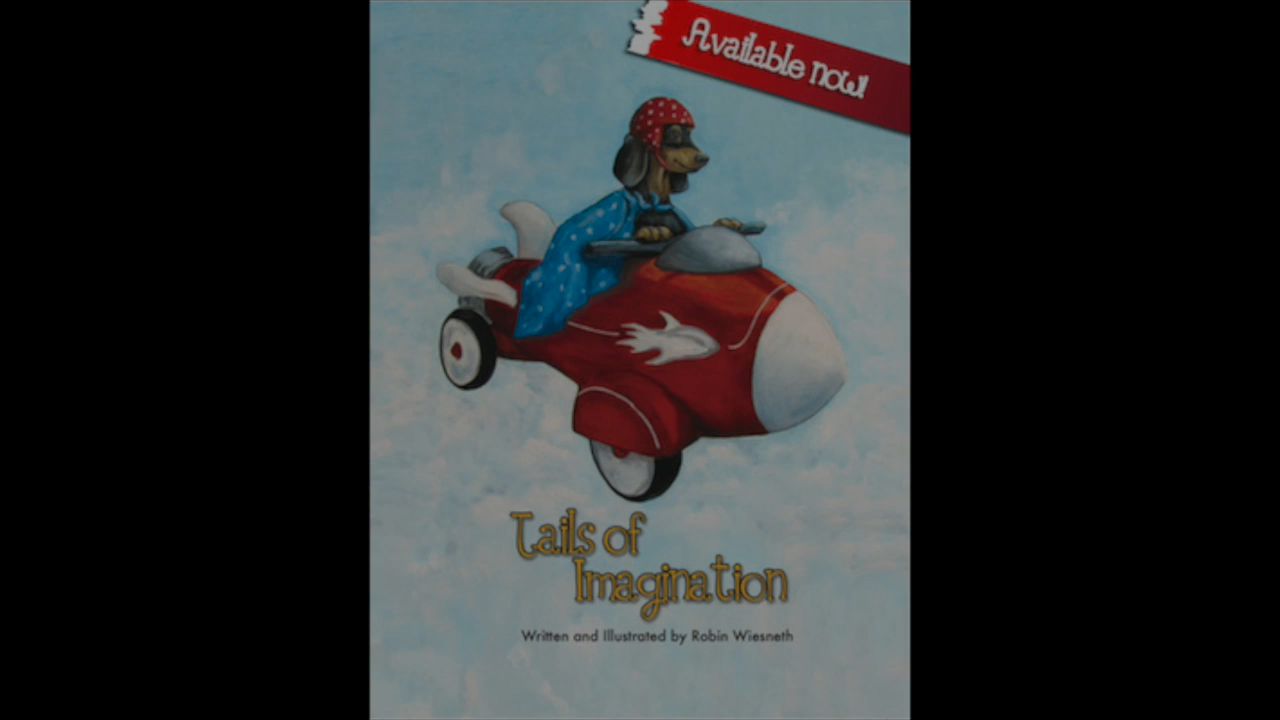 Available now!
Tails of
Imagination
Written and Illustrated by Robin Wiesneth